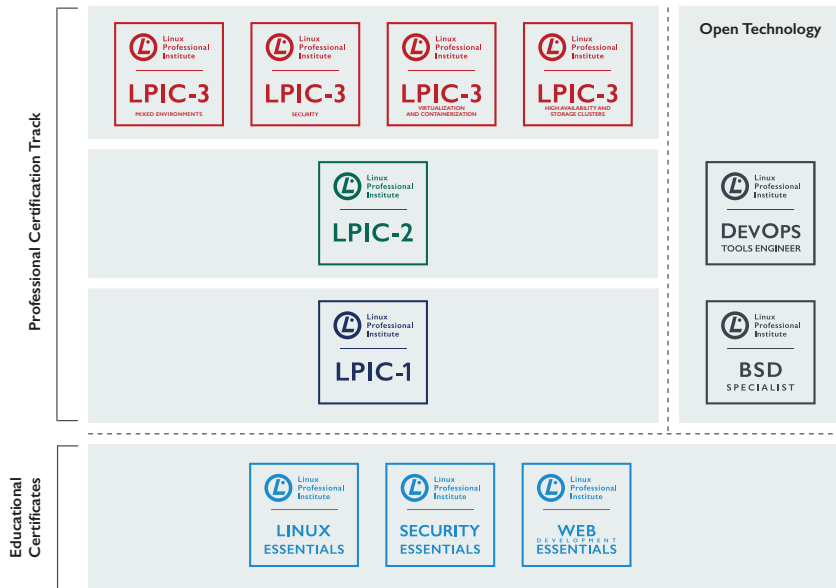 Professional Certification Track
Linux
Professional
Institute
LPIC-3
MIXED ENVIRONMENTS
Linux
Professional
Institute
LPIC-3
SECURITY
Linux
Professional
Institute
LPIC-3
VIRTUALIZATION
AND CONTAINERIZATION
Linux
Professional
Institute
LPIC-3
HIGH AVAILABILITY AND
STORAGE CLUSTERS
Open Technology
Linux
Professional
Institute
LPIC-2
Linux
Professional
Institute
DEVOPS
TOOLS ENGINEER
Linux
Professional
Institute
LPIC-1
Linux
Professional
Institute
BSD
SPECIALIST
Educational
Certificates
Linux
Professional
Institute
LINUX
ESSENTIALS
Linux
Professional
Institute
SECURITY
ESSENTIALS
Linux
Professional
Institute
WEB
DEVELOPMENT
ESSENTIALS